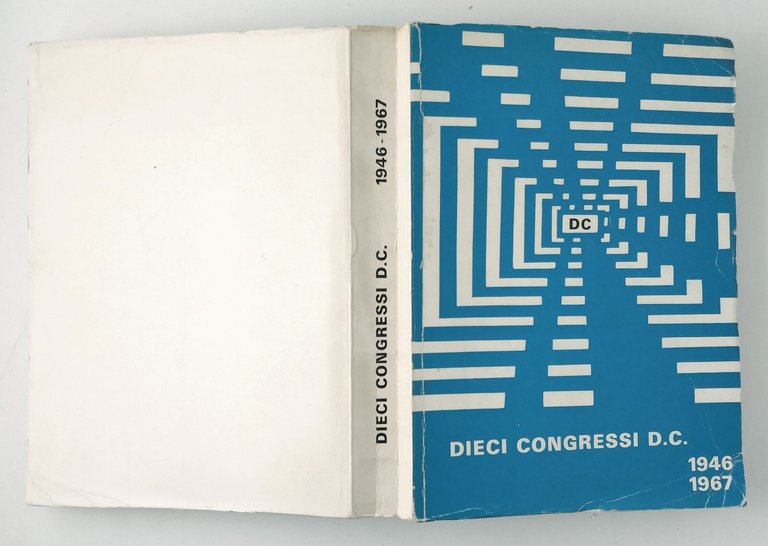 DIECI CONGRESSI D.C. 1946-1967
DC
DIECI CONGRESSI D.C.
1946
1967